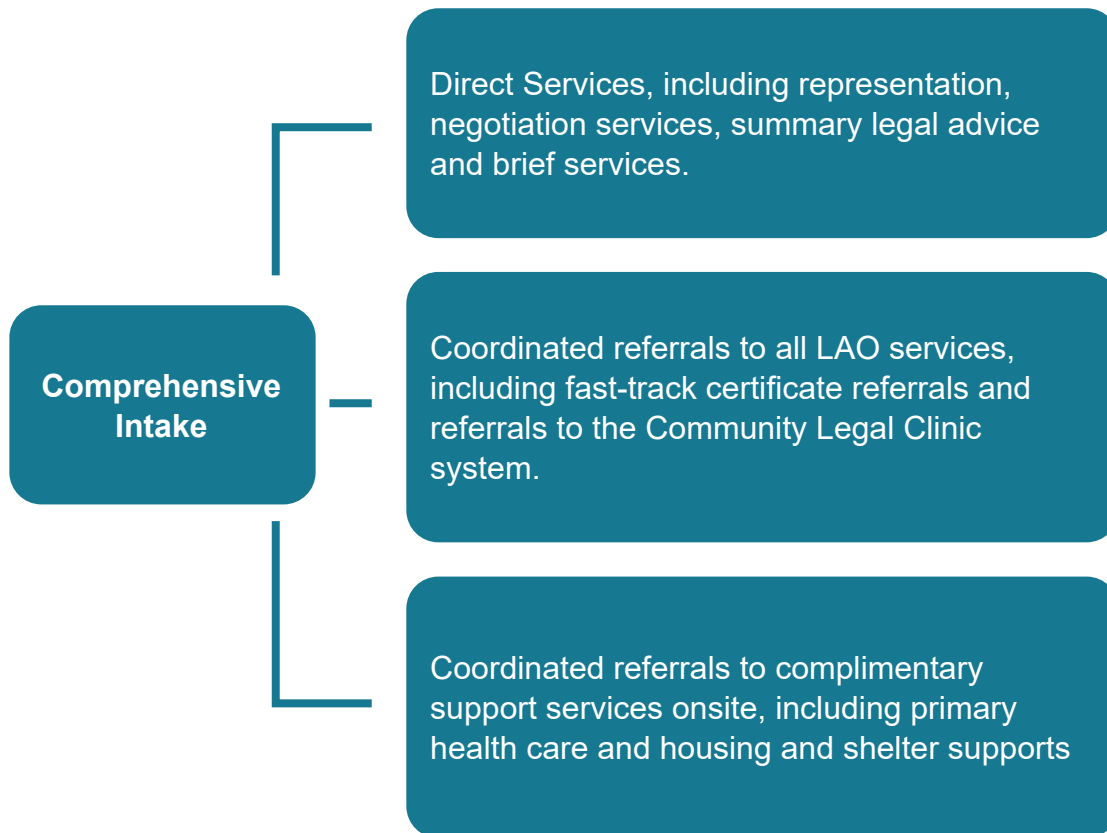 Direct Services, including representation,
negotiation services, summary legal advice
and brief services.
Comprehensive
Intake
Coordinated referrals to all LAO services,
including fast-track certificate referrals and
referrals to the Community Legal Clinic
system.
Coordinated referrals to complimentary
support services onsite, including primary
health care and housing and shelter supports